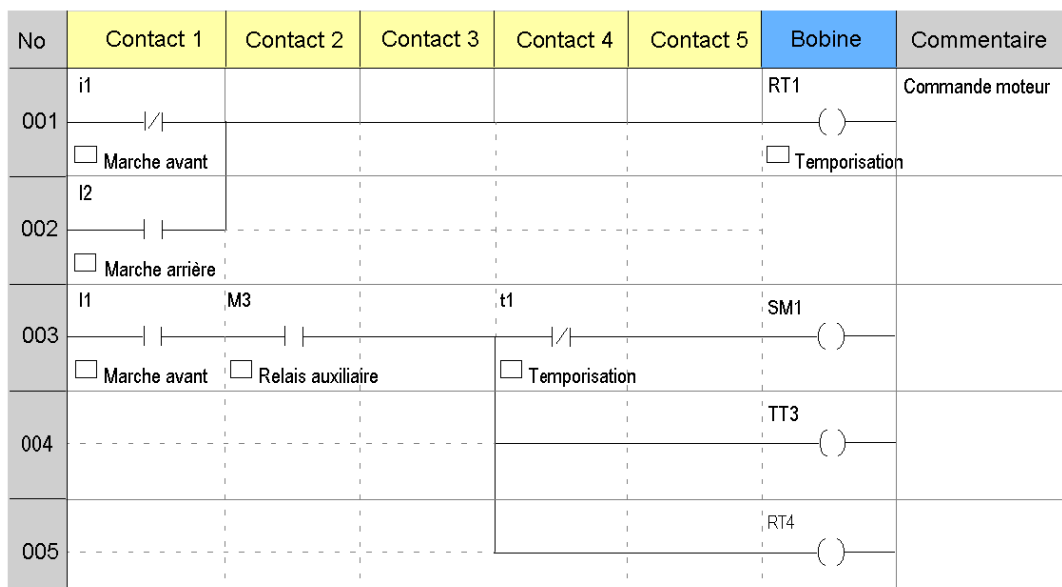 No Contact 1 Contact 2 Contact 3 Contact 4 Contact 5 Bobine Commentaire
i1 RT1 Commande moteur
001
Marche avant Temporisation
I2
002
Marche arrière
I1 M3 t1 SM1
003
Marche avant Relais auxiliaire Temporisation
TT3
004
RT4
005